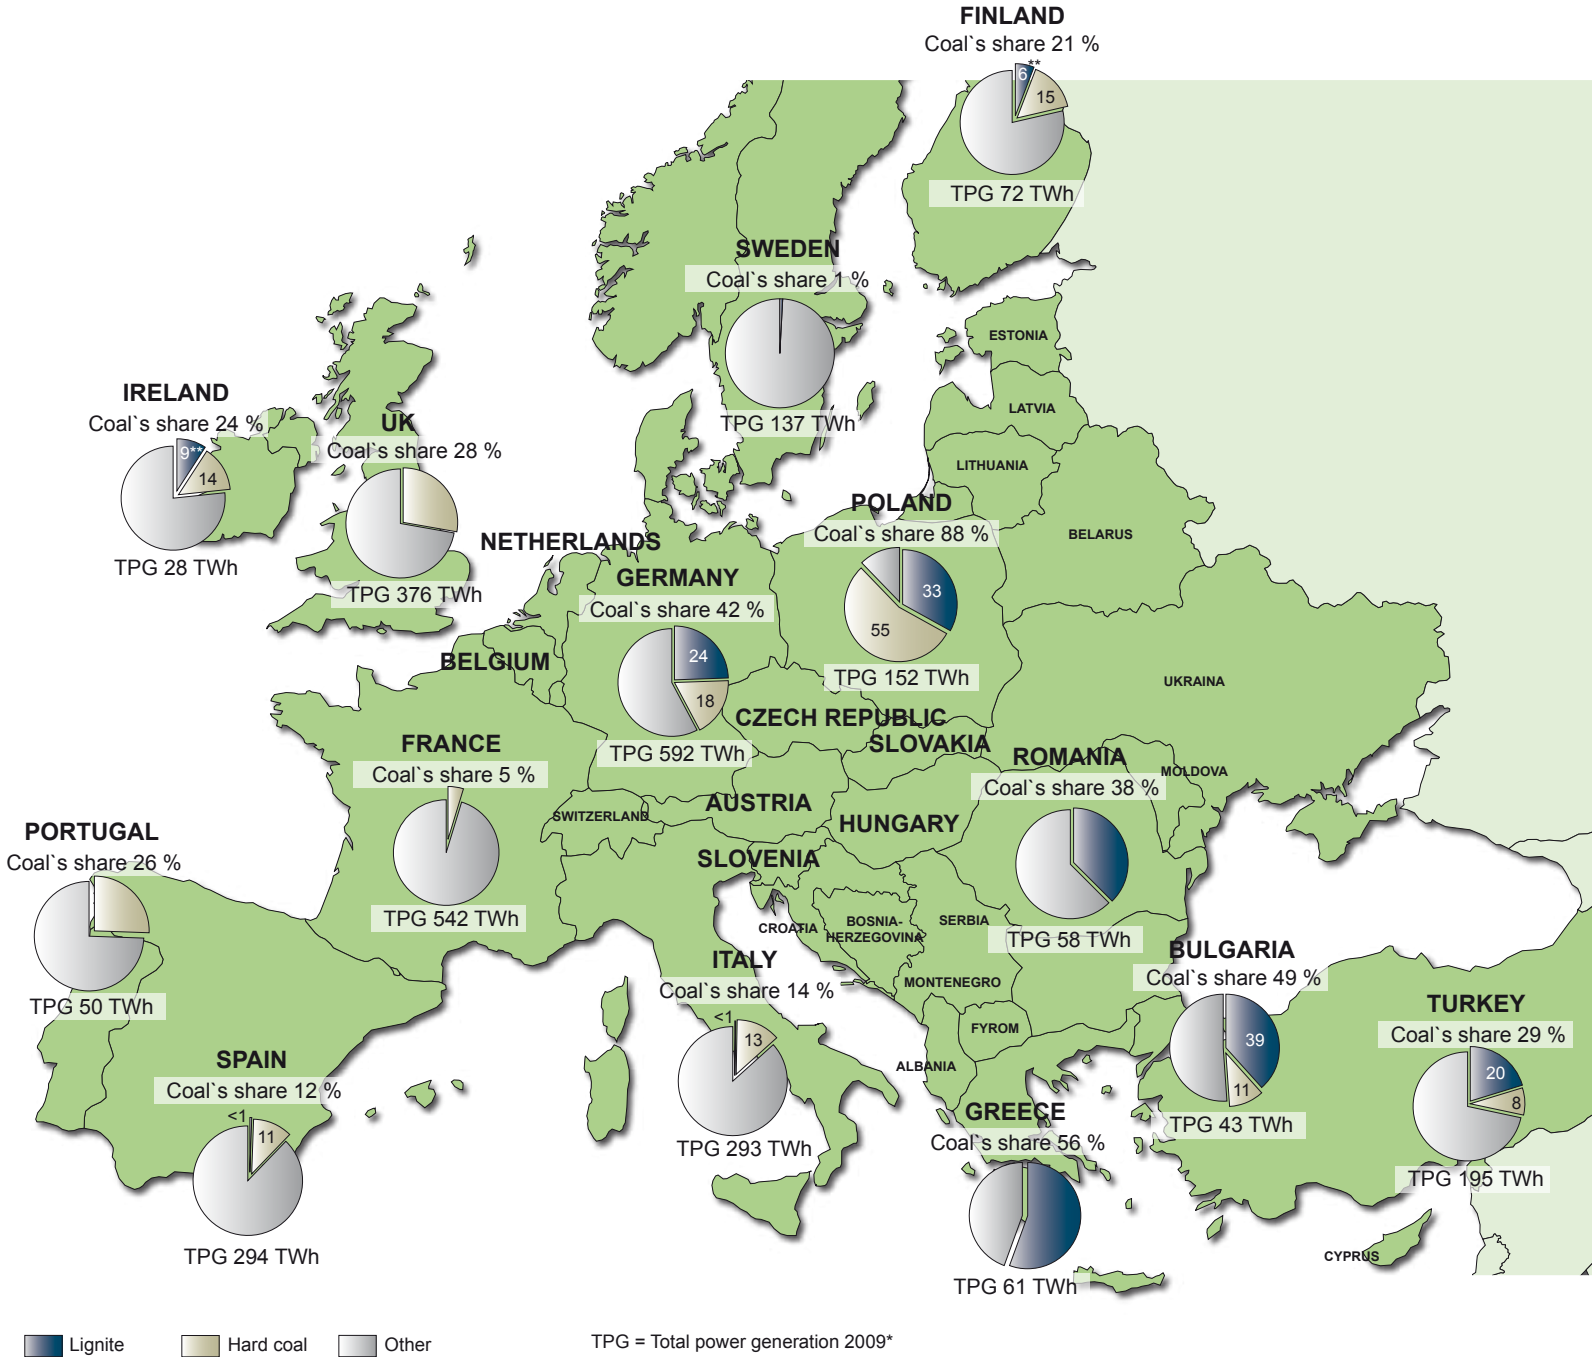 FINLAND
Coal`s share 21 %
**
6
15
TPG 72 TWh
SWEDEN
Coal`s share 1 %
TPG 137 TWh
ESTONIA
LATVIA
LITHUANIA
BELARUS
IRELAND
Coal`s share 24 %
9**
14
TPG 28 TWh
UK
Coal`s share 28 %
TPG 376 TWh
NETHERLANDS
GERMANY
Coal`s share 42 %
24
18
TPG 592 TWh
POLAND
Coal`s share 88 %
33
55
TPG 152 TWh
BELGIUM
UKRAINA
CZECH REPUBLIC
SLOVAKIA
FRANCE
Coal`s share 5 %
TPG 542 TWh
ROMANIA
Coal`s share 38 %
TPG 58 TWh
MOLDOVA
SWITZERLAND
AUSTRIA
HUNGARY
SLOVENIA
PORTUGAL
Coal`s share 26 %
TPG 50 TWh
CROATIA
BOSNIA-
HERZEGOVINA
SERBIA
MONTENEGRO
FYROM
ALBANIA
ITALY
Coal`s share 14 %
<1
13
TPG 293 TWh
BULGARIA
Coal`s share 49 %
39
11
TPG 43 TWh
TURKEY
Coal`s share 29 %
20
8
TPG 195 TWh
SPAIN
Coal`s share 12 %
<1
11
TPG 294 TWh
GREECE
Coal`s share 56 %
TPG 61 TWh
CYPRUS
Lignite
Hard coal
Other
TPG = Total power generation 2009*